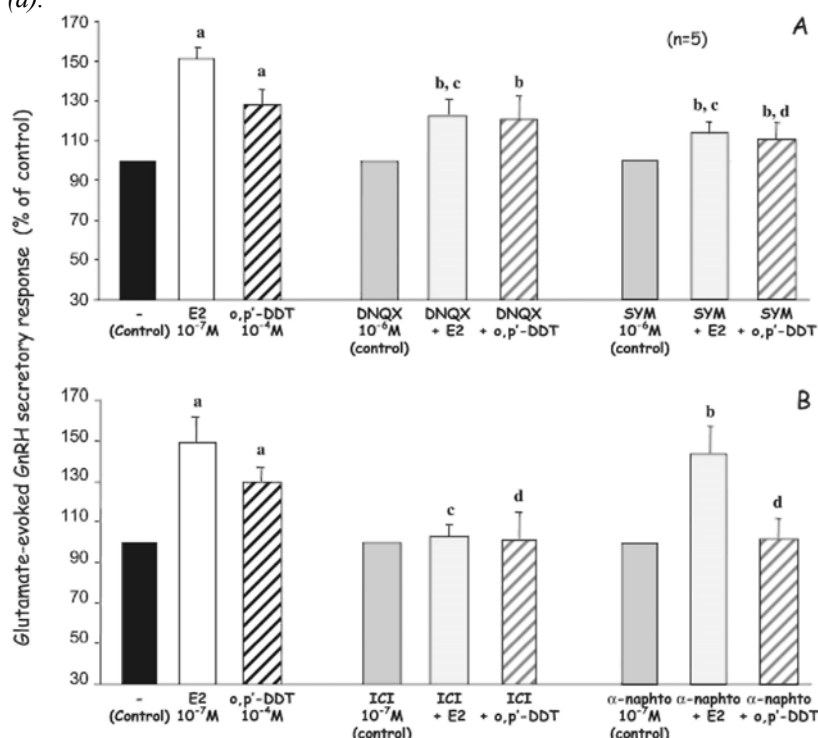 (a).
Glutamate-evoked GnRH secretory response (% of control)
A
(n=5)
170
150
130
110
90
70
50
30
a
a
b, c
b
b, c
b, d
- E2 o,p'-DDT DNQX DNQX DNQX SYM SYM SYM
(Control) 10⁻⁷M 10⁻⁴M 10⁻⁶M + E2 + o,p'-DDT 10⁻⁶M + E2 + o,p'-DDT
(control) (control)
B
170
150
130
110
90
70
50
30
a
a
c
d
b
d
- E2 o,p'-DDT ICI ICI ICI α-naphto α-naphto α-naphto
(Control) 10⁻⁷M 10⁻⁴M 10⁻⁷M + E2 + o,p'-DDT 10⁻⁷M + E2 + o,p'-DDT
(control) (control)